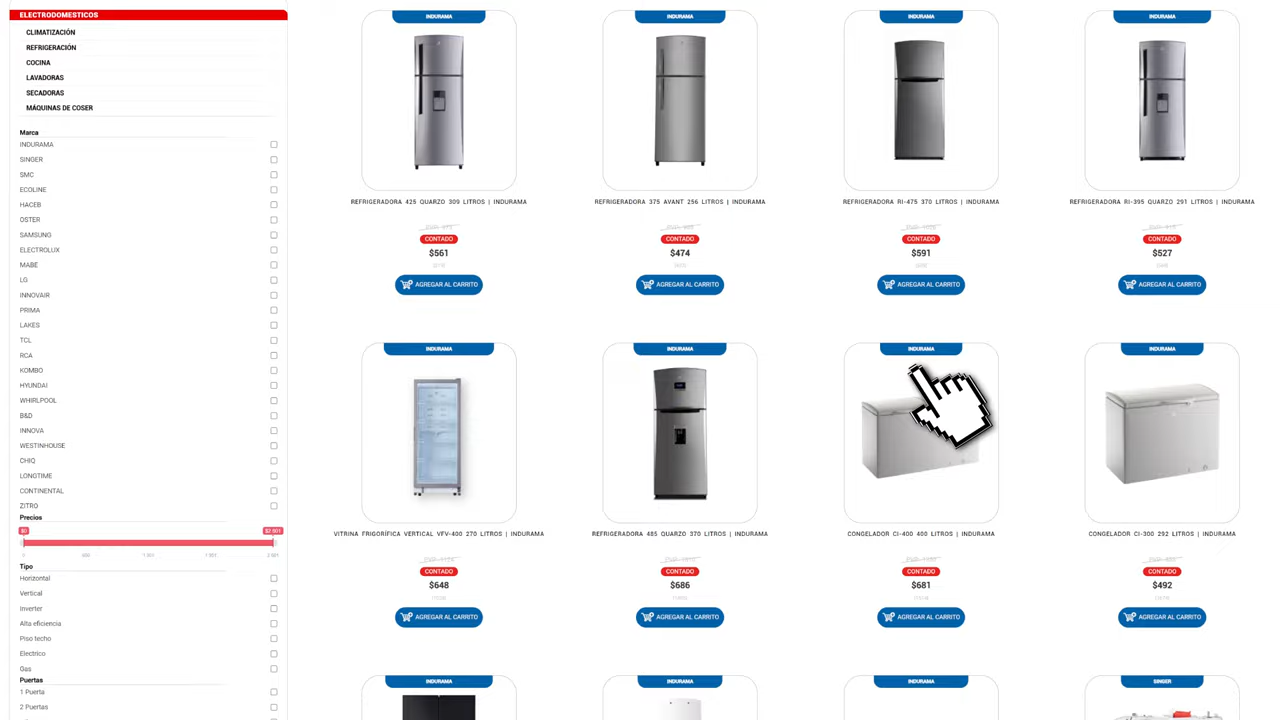 ELECTRODOMESTICOS
CLIMATIZACIÓN
REFRIGERACIÓN
COCINA
LAVADORAS
SECADORAS
MÁQUINAS DE COSER
Marca
INDURAMA
SINGER
SMC
ECOLINE
HACEB
OSTER
SAMSUNG
ELECTROLUX
MABE
LG
INNOVAIR
PRIMA
LAKES
TCL
RCA
KOMBO
HYUNDAI
WHIRLPOOL
B&D
INNOVA
WESTINHOUSE
CHIQ
LONGTIME
CONTINENTAL
ZITRO
Precios
$0
Tipo
Horizontal
Vertical
Inverter
Alta eficiencia
Piso techo
Electrico
Gas
Puertas
1 Puerta
2 Puertas
INDURAMA INDURAMA INDURAMA INDURAMA
REFRIGERADORA 425 QUARZO 309 LITROS | INDURAMA
CONTADO
$561
AGREGAR AL CARRITO
REFRIGERADORA 375 AVANT 256 LITROS | INDURAMA
CONTADO
$474
AGREGAR AL CARRITO
REFRIGERADORA RI-475 370 LITROS | INDURAMA
CONTADO
$591
AGREGAR AL CARRITO
REFRIGERADORA RI-395 QUARZO 291 LITROS | INDURAMA
CONTADO
$527
AGREGAR AL CARRITO
INDURAMA INDURAMA INDURAMA INDURAMA
VITRINA FRIGORÍFICA VERTICAL VFV-400 270 LITROS | INDURAMA
CONTADO
$648
AGREGAR AL CARRITO
REFRIGERADORA 485 QUARZO 370 LITROS | INDURAMA
CONTADO
$686
AGREGAR AL CARRITO
CONGELADOR CI-400 400 LITROS | INDURAMA
CONTADO
$681
AGREGAR AL CARRITO
CONGELADOR CI-300 292 LITROS | INDURAMA
CONTADO
$492
AGREGAR AL CARRITO
INDURAMA INDURAMA INDURAMA SINGER